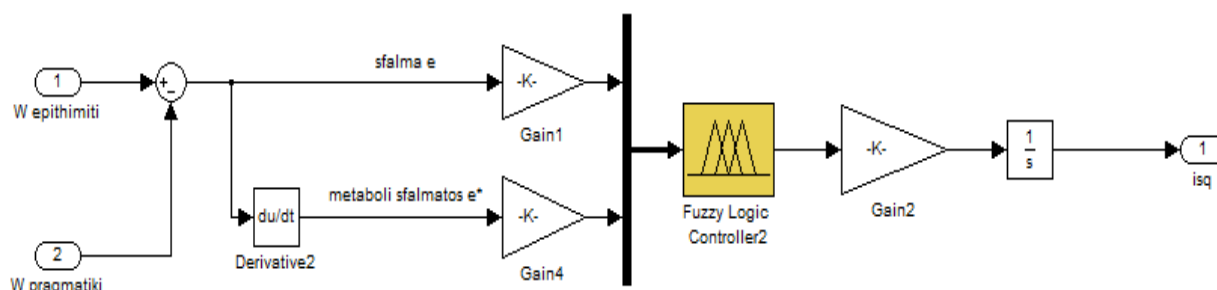 sfalma e
1
+
-
-K-
W epithimiti
Gain1
-K-
1
s
1
isq
metaboli sfalmatos e*
Fuzzy Logic
Controller2
Gain2
du/dt
-K-
2
Derivative2
Gain4
W pragmatiki